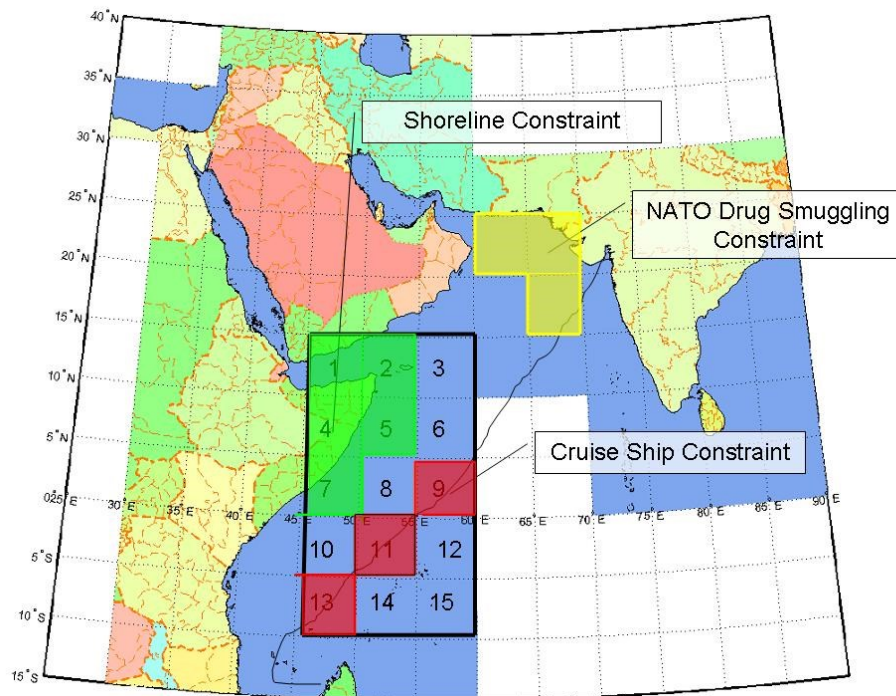 40°N
35°N
30°N
25°N
20°N
15°N
10°N
5°N
0°
5°S
10°S
15°S
25°E
30°E
35°E
40°E
45°E
50°E
55°E
60°E
65°E
70°E
75°E
80°E
85°E
90°E
Shoreline Constraint
NATO Drug Smuggling
Constraint
Cruise Ship Constraint
1
2
3
4
5
6
7
8
9
10
11
12
13
14
15